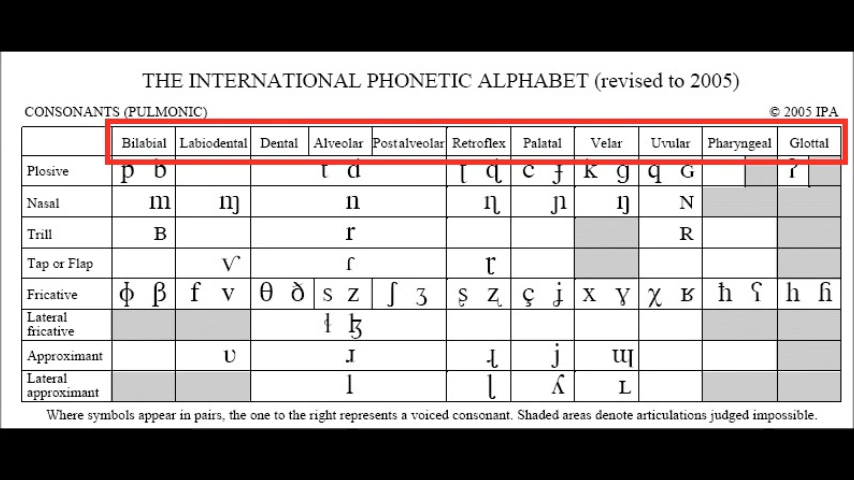 THE INTERNATIONAL PHONETIC ALPHABET (revised to 2005)
CONSONANTS (PULMONIC) © 2005 IPA
Bilabial Labiodental Dental Alveolar Postalveolar Retroflex Palatal Velar Uvular Pharyngeal Glottal
Plosive p b t d ʈ ɖ c ɟ k ɡ q ɢ ʔ
Nasal m ɱ n ɳ ɲ ŋ ɴ
Trill ʙ r ʀ
Tap or Flap ⱱ ɾ ɽ
Fricative ɸ β f v θ ð s z ʃ ʒ ʂ ʐ ç ʝ x ɣ χ ʁ ħ ʕ h ɦ
Lateral
fricative ɬ ɮ
Approximant ʋ ɹ ɻ j ɰ
Lateral
approximant l ɭ ʎ ʟ
Where symbols appear in pairs, the one to the right represents a voiced consonant. Shaded areas denote articulations judged impossible.